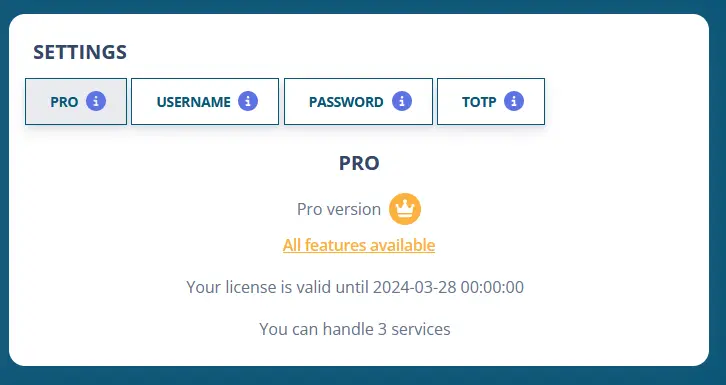 SETTINGS
PRO USERNAME PASSWORD TOTP
PRO
Pro version
All features available
Your license is valid until 2024-03-28 00:00:00
You can handle 3 services